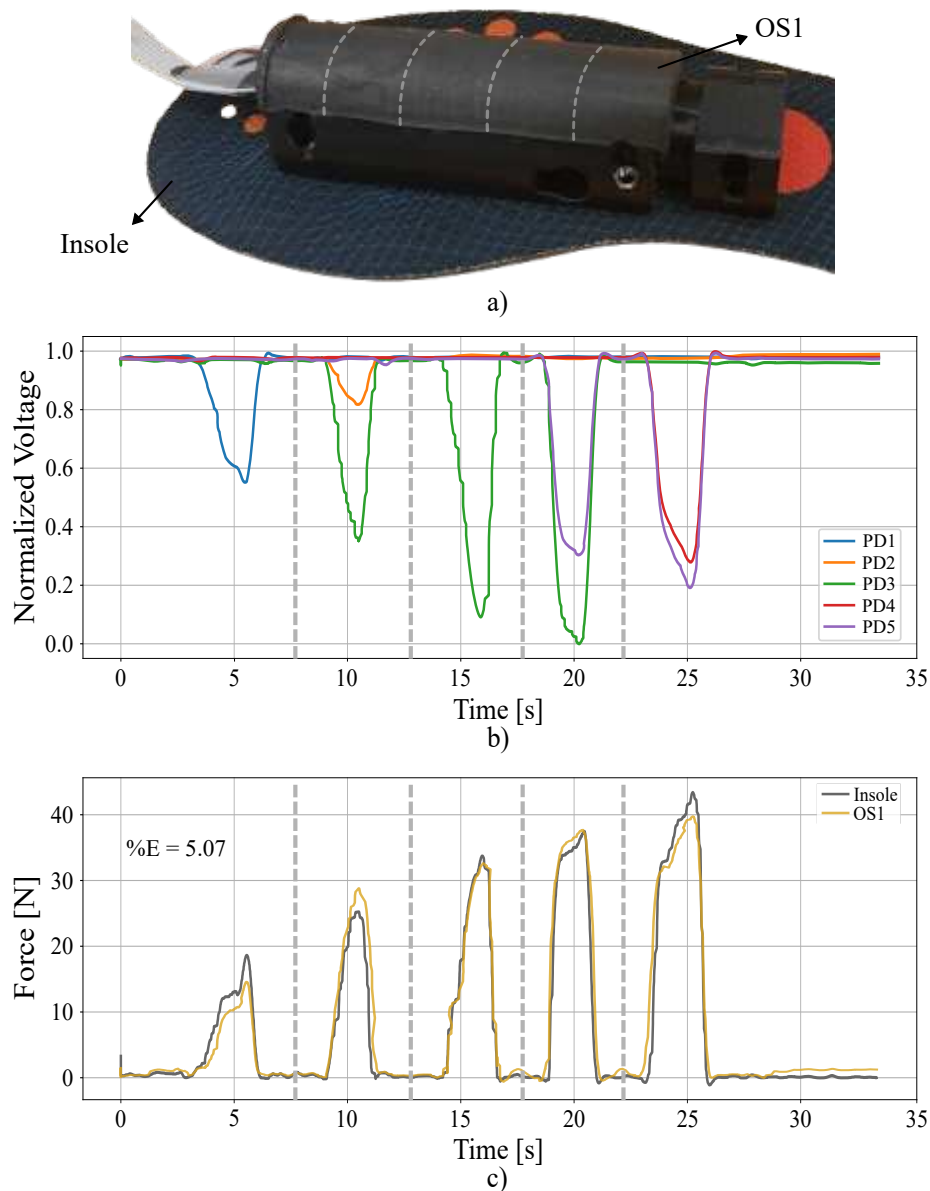 OS1
Insole
a)
1.0
0.8
0.6
0.4
0.2
0.0
Normalized Voltage
PD1
PD2
PD3
PD4
PD5
0 5 10 15 20 25 30 35
Time [s]
b)
40
30
20
10
0
Force [N]
%E = 5.07
Insole
OS1
0 5 10 15 20 25 30 35
Time [s]
c)